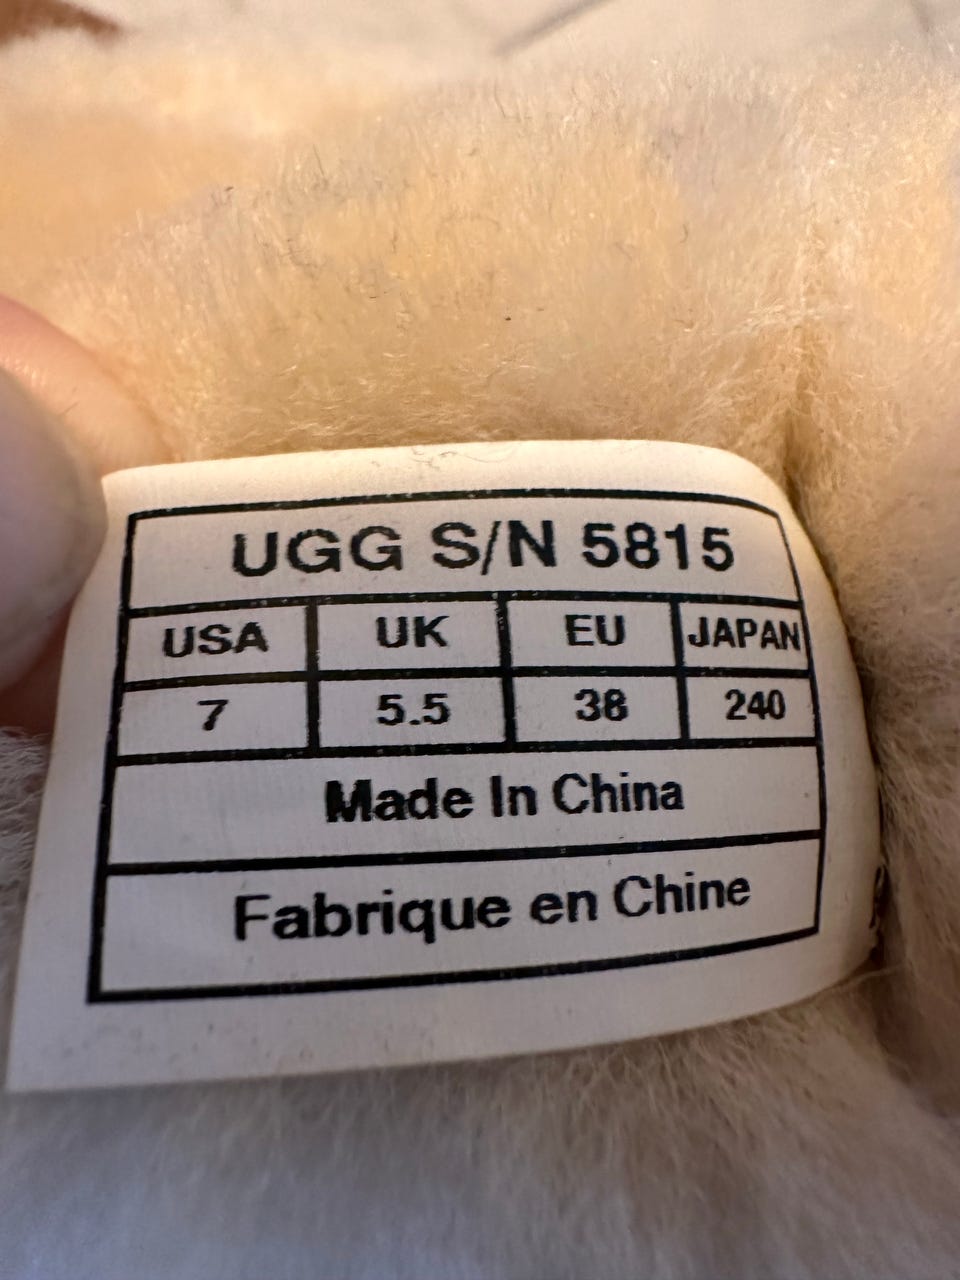 UGG S/N 5815
USA UK EU JAPAN
7 5.5 38 240
Made In China
Fabrique en Chine